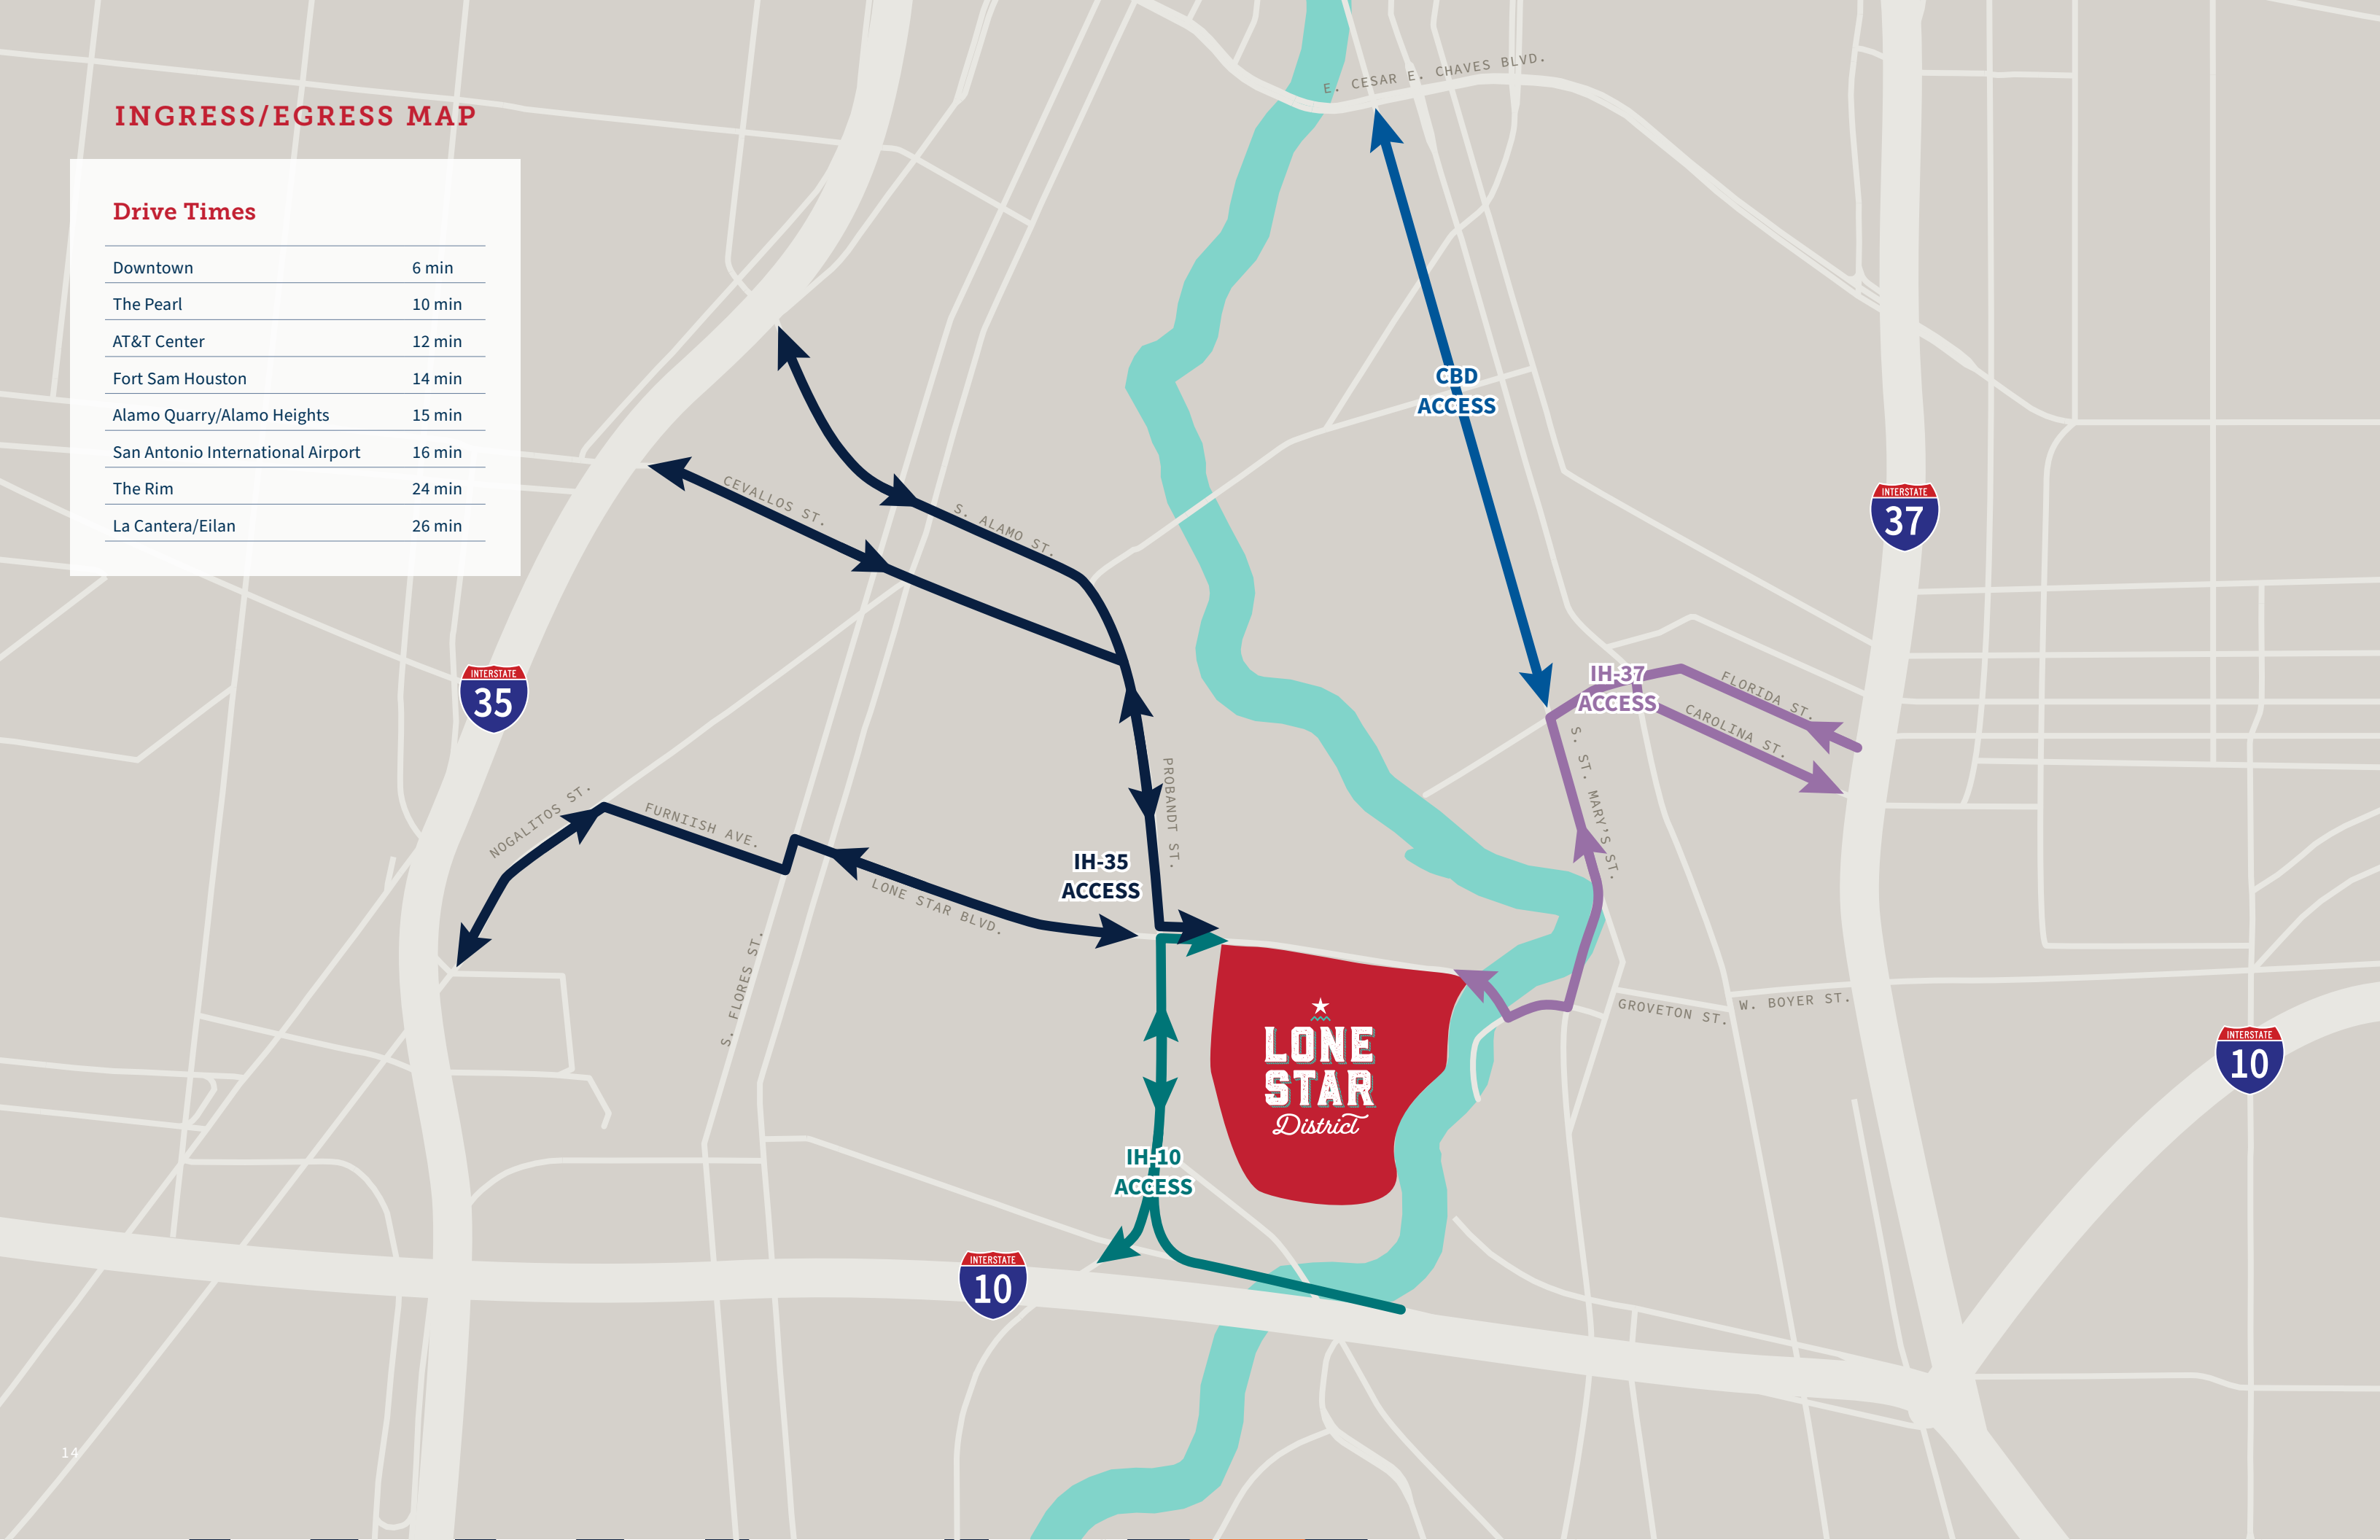 INGRESS/EGRESS MAP
Drive Times
Downtown 6 min
The Pearl 10 min
AT&T Center 12 min
Fort Sam Houston 14 min
Alamo Quarry/Alamo Heights 15 min
San Antonio International Airport 16 min
The Rim 24 min
La Cantera/Eilan 26 min
E. CESAR E. CHAVES BLVD.
CBD
ACCESS
CEVALLOS ST.
S. ALAMO ST.
INTERSTATE
37
INTERSTATE
35
IH-37
ACCESS
FLORIDA ST.
CAROLINA ST.
S. ST. MARY'S ST.
PROBANDT ST.
NOGALITOS ST.
FURNIISH AVE.
IH-35
ACCESS
LONE STAR BLVD.
S. FLORES ST.
GROVETON ST.
W. BOYER ST.
LONE
STAR
District
INTERSTATE
10
IH-10
ACCESS
INTERSTATE
10
14